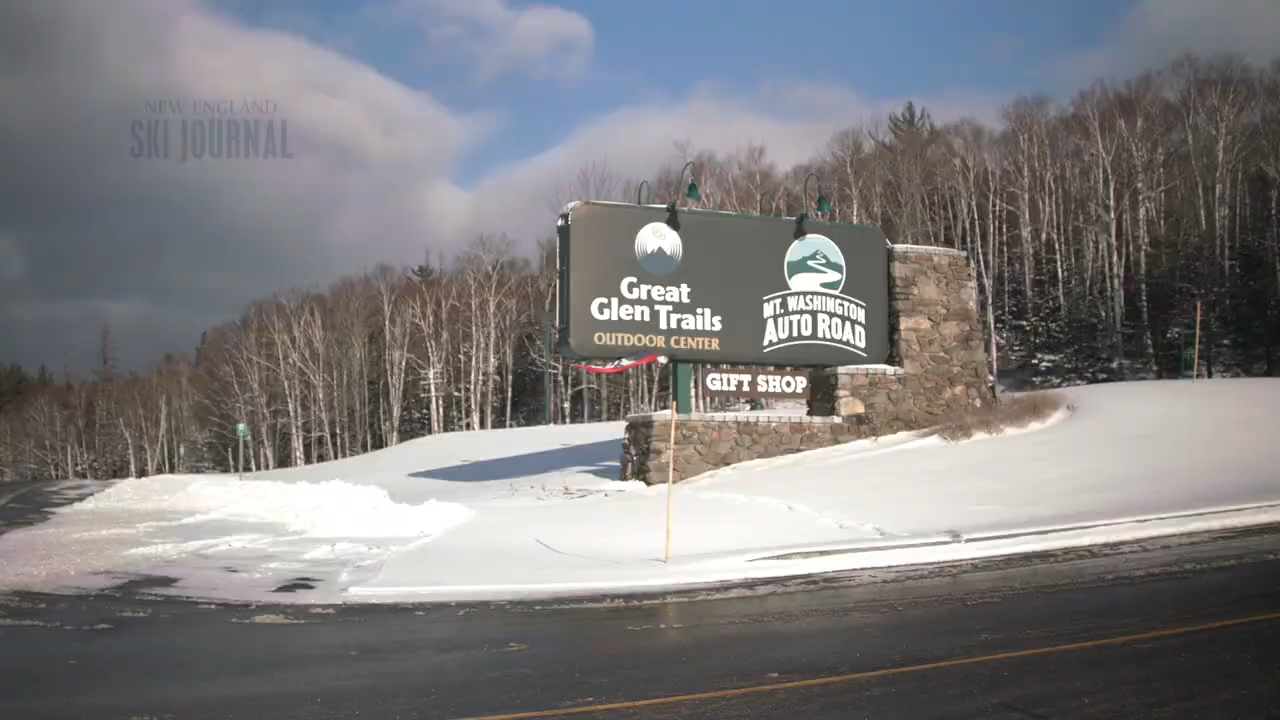 NEW ENGLAND
SKI JOURNAL
Great
Glen Trails
OUTDOOR CENTER
MT. WASHINGTON
AUTO ROAD
GIFT SHOP